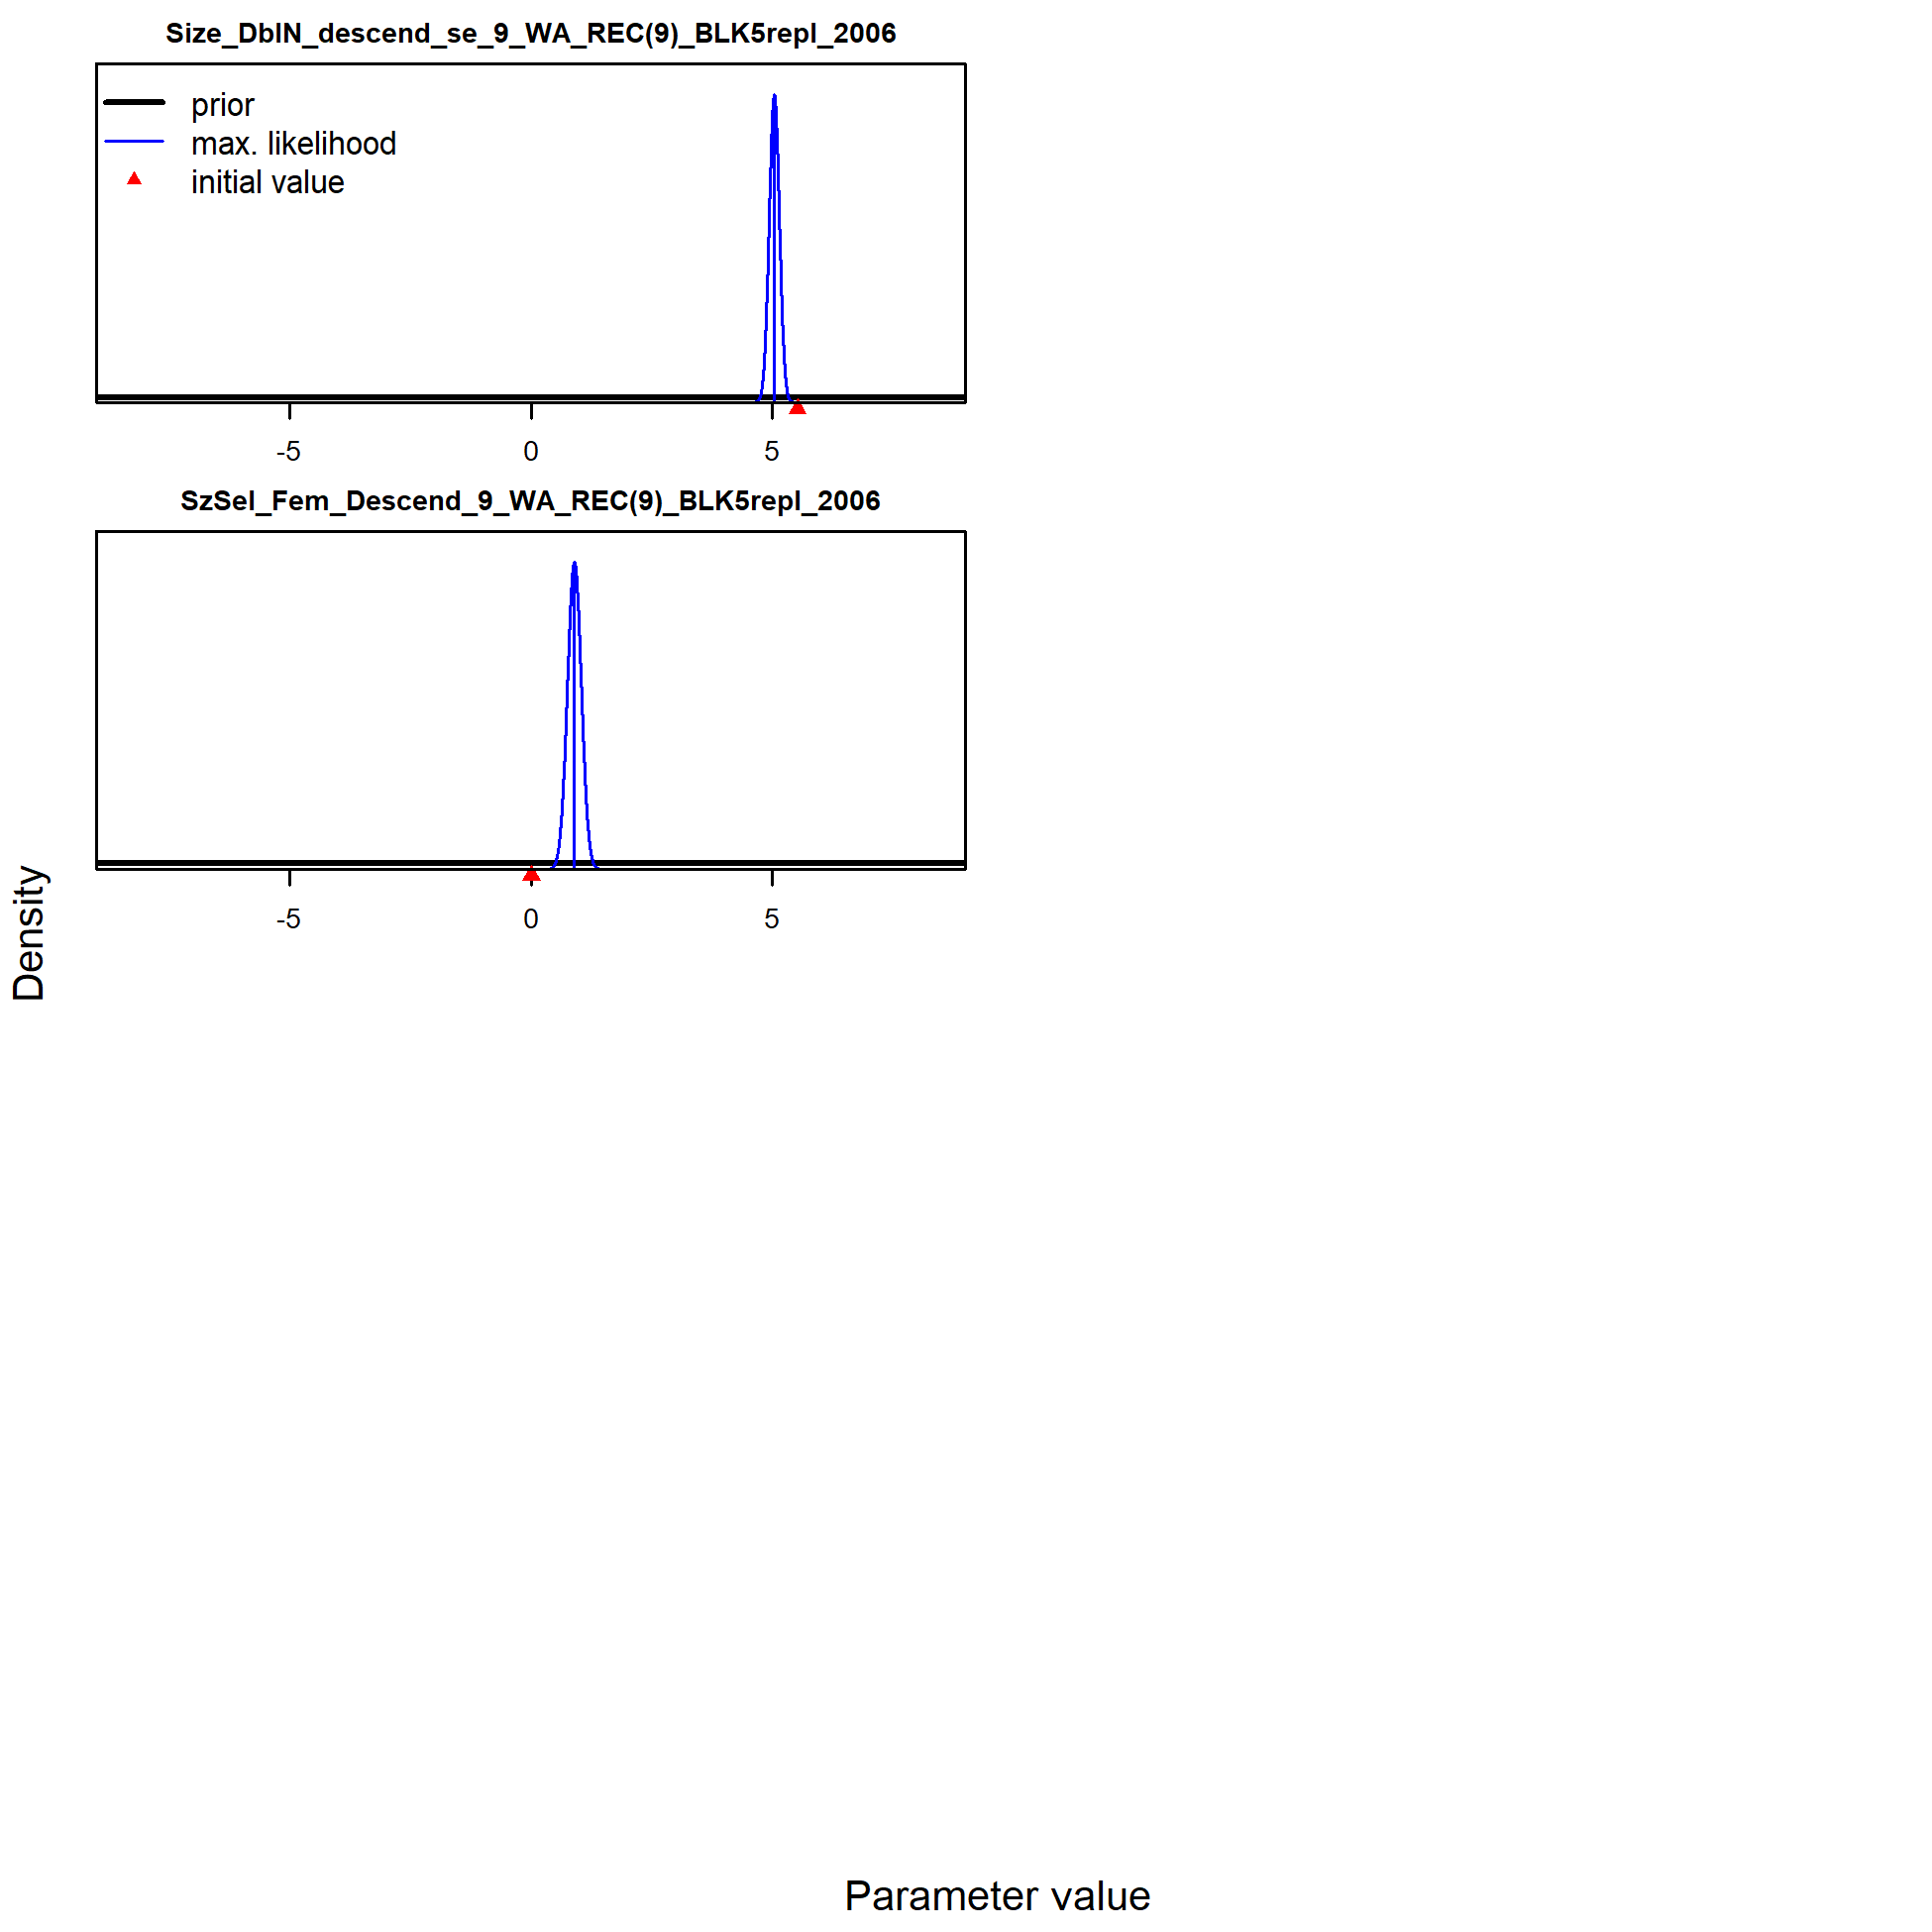 Size_DblN_descend_se_9_WA_REC(9)_BLK5repl_2006
prior
max. likelihood
initial value
-5 0 5
SzSel_Fem_Descend_9_WA_REC(9)_BLK5repl_2006
-5 0 5
Density
Parameter value